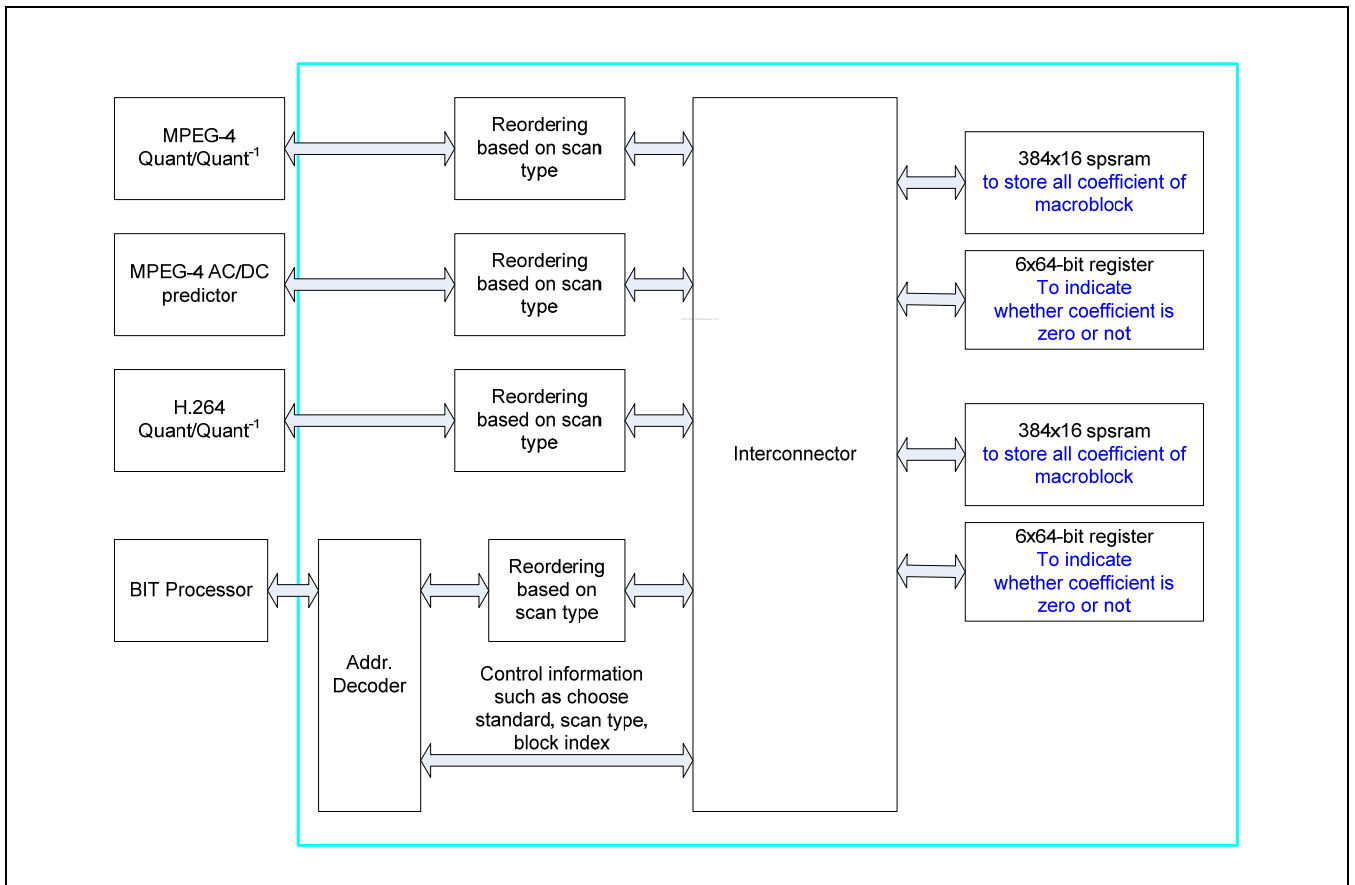 MPEG-4
Quant/Quant⁻¹
Reordering
based on scan
type
384x16 spsram
to store all coefficient of
macroblock
MPEG-4 AC/DC
predictor
Reordering
based on scan
type
6x64-bit register
To indicate
whether coefficient is
zero or not
H.264
Quant/Quant⁻¹
Reordering
based on scan
type
Interconnector
384x16 spsram
to store all coefficient of
macroblock
BIT Processor
Addr.
Decoder
Reordering
based on
scan type
6x64-bit register
To indicate
whether coefficient is
zero or not
Control information
such as choose
standard, scan type,
block index